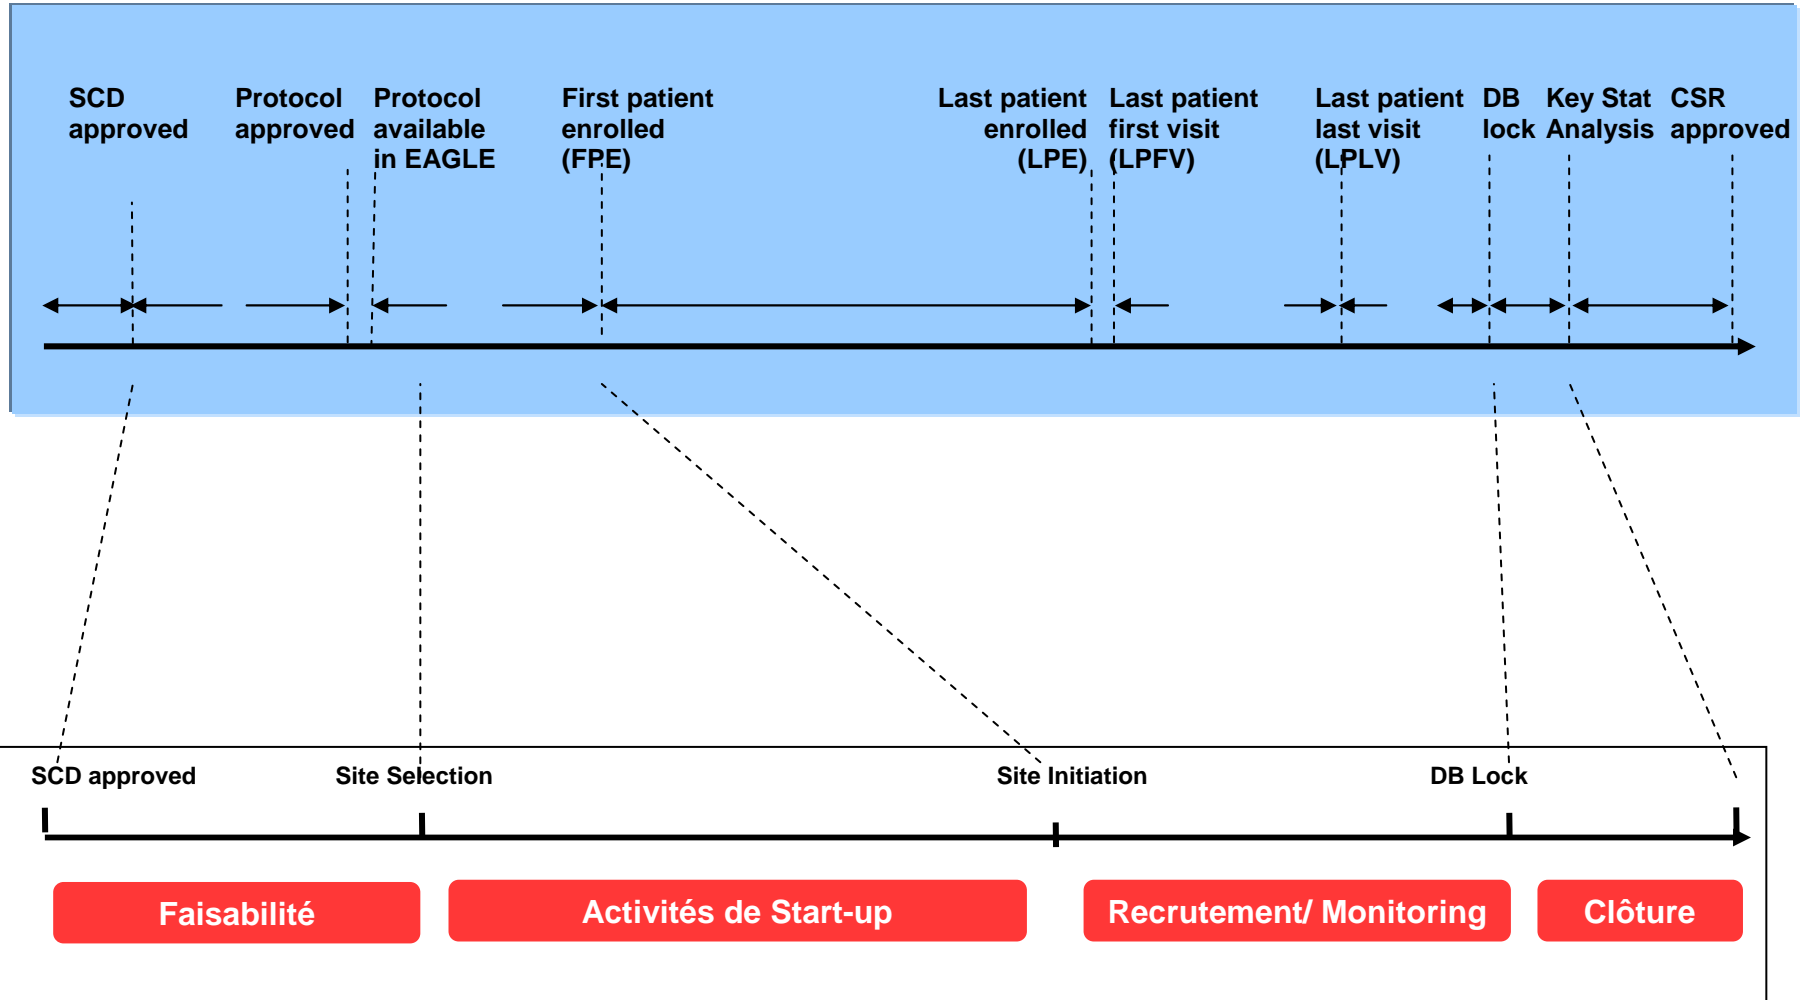 SCD
approved
Protocol
approved
Protocol
available
in EAGLE
First patient
enrolled
(FPE)
Last patient
enrolled
(LPE)
Last patient
first visit
(LPFV)
Last patient
last visit
(LPLV)
DB
lock
Key Stat
Analysis
CSR
approved
SCD approved
Site Selection
Site Initiation
DB Lock
Faisabilité
Activités de Start-up
Recrutement/ Monitoring
Clôture